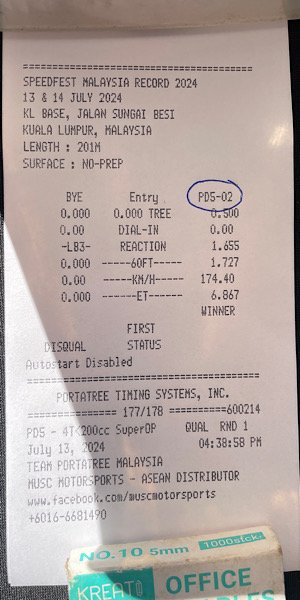 ==========================================
SPEEDFEST MALAYSIA RECORD 2024
13 & 14 JULY 2024
KL BASE, JALAN SUNGAI BESI
KUALA LUMPUR, MALAYSIA
LENGTH : 201M
SURFACE : NO-PREP
BYE Entry PD5-02
0.000 0.000 TREE 0.500
0.00 DIAL-IN 0.00
-LB3- REACTION 1.655
0.000 ------60FT----- 1.727
0.00 -----KM/H----- 174.40
0.000 ------ET------ 6.867
WINNER
FIRST
DISQUAL STATUS
Autostart Disabled
==========================================
PORTATREE TIMING SYSTEMS, INC.
================ 177/178 ==========600214
PD5 - 4T<200cc SuperOP QUAL RND 1
July 13, 2024 04:38:58 PM
TEAM PORTATREE MALAYSIA
MUSC MOTORSPORTS - ASEAN DISTRIBUTOR
www.facebook.com/muscmotorsports
+6016-6681490
NO.10 5mm 1000stck.
OFFICE